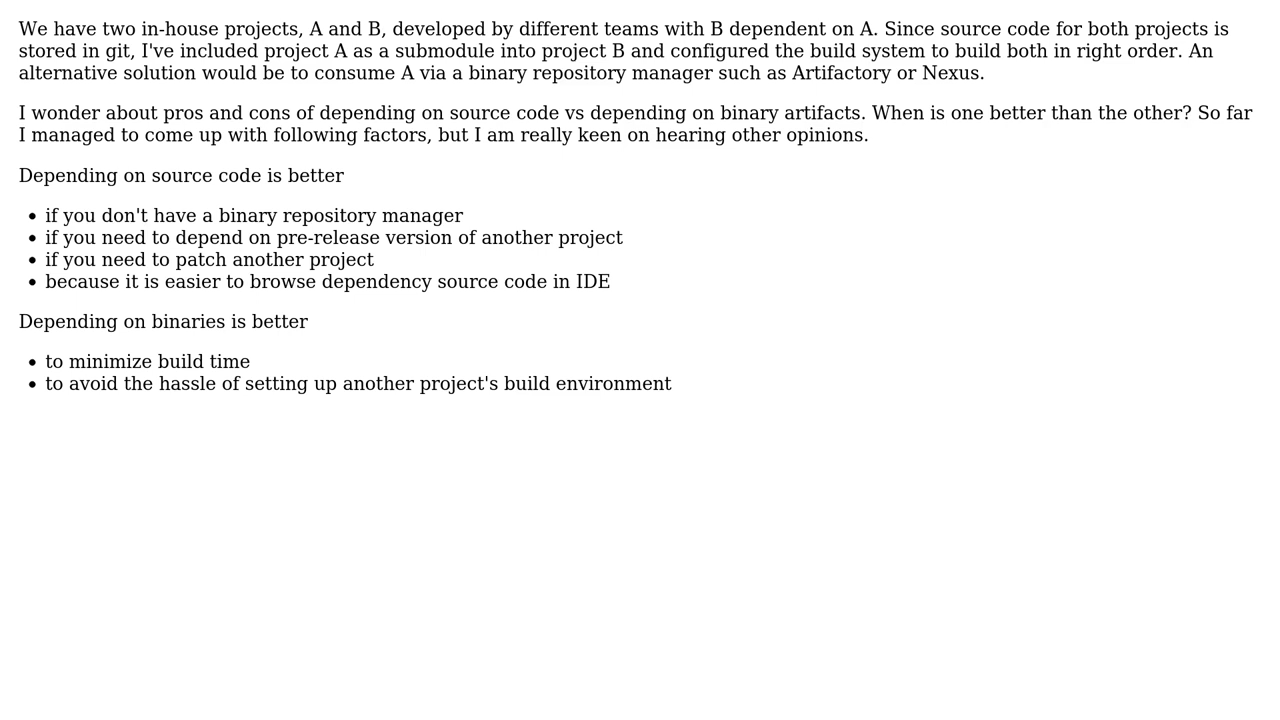 We have two in-house projects, A and B, developed by different teams with B dependent on A. Since source code for both projects is
stored in git, I've included project A as a submodule into project B and configured the build system to build both in right order. An
alternative solution would be to consume A via a binary repository manager such as Artifactory or Nexus.
I wonder about pros and cons of depending on source code vs depending on binary artifacts. When is one better than the other? So far
I managed to come up with following factors, but I am really keen on hearing other opinions.
Depending on source code is better
• if you don't have a binary repository manager
• if you need to depend on pre-release version of another project
• if you need to patch another project
• because it is easier to browse dependency source code in IDE
Depending on binaries is better
• to minimize build time
• to avoid the hassle of setting up another project's build environment